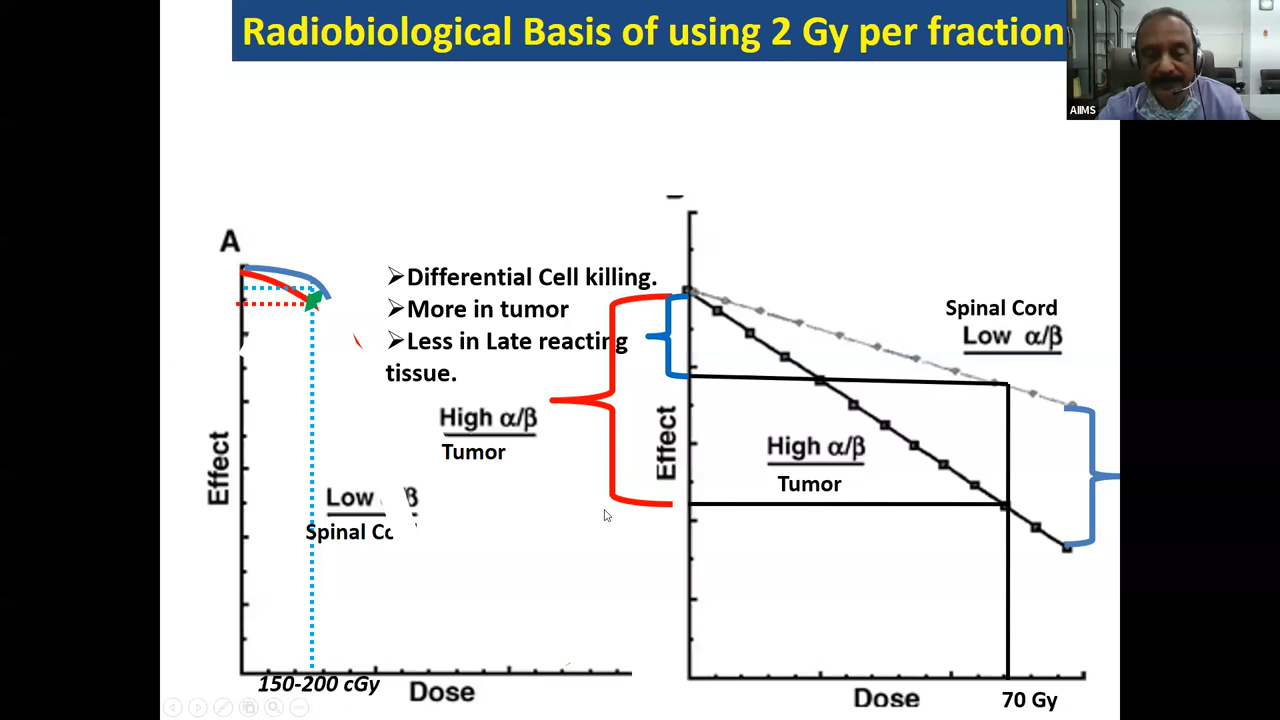 Radiobiological Basis of using 2 Gy per fraction
AIIMS
A
➢Differential Cell killing.
➢More in tumor
➢Less in Late reacting
tissue.
High α/β
Tumor
Low β
Spinal Co
Effect
150-200 cGy
Dose
Spinal Cord
Low α/β
High α/β
Tumor
Effect
Dose
70 Gy